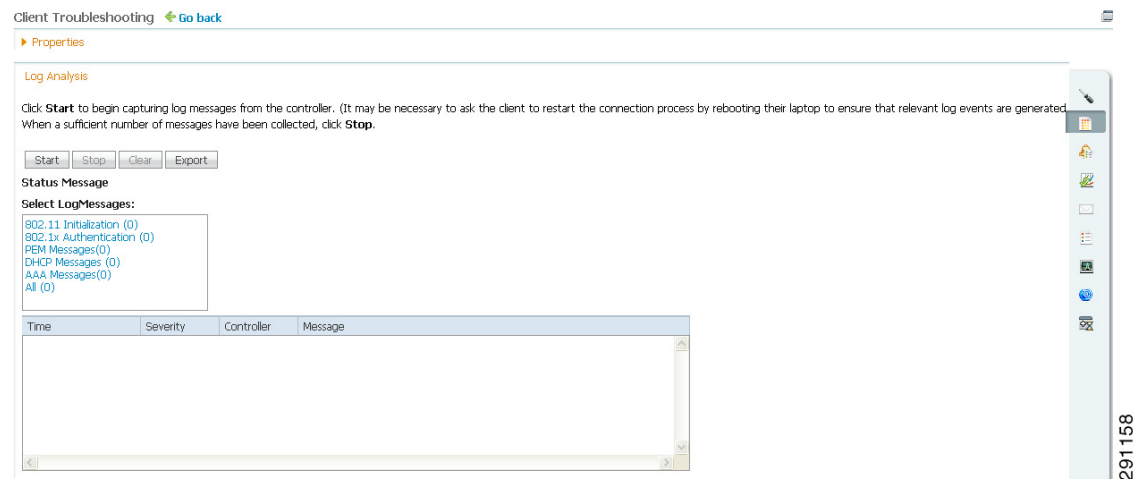 Client Troubleshooting Go back
Properties
Log Analysis
Click Start to begin capturing log messages from the controller. (It may be necessary to ask the client to restart the connection process by rebooting their laptop to ensure that relevant log events are generated
When a sufficient number of messages have been collected, click Stop.
Start Stop Clear Export
Status Message
Select LogMessages:
802.11 Initialization (0)
802.1x Authentication (0)
PEM Messages(0)
DHCP Messages (0)
AAA Messages(0)
All (0)
Time Severity Controller Message
291158